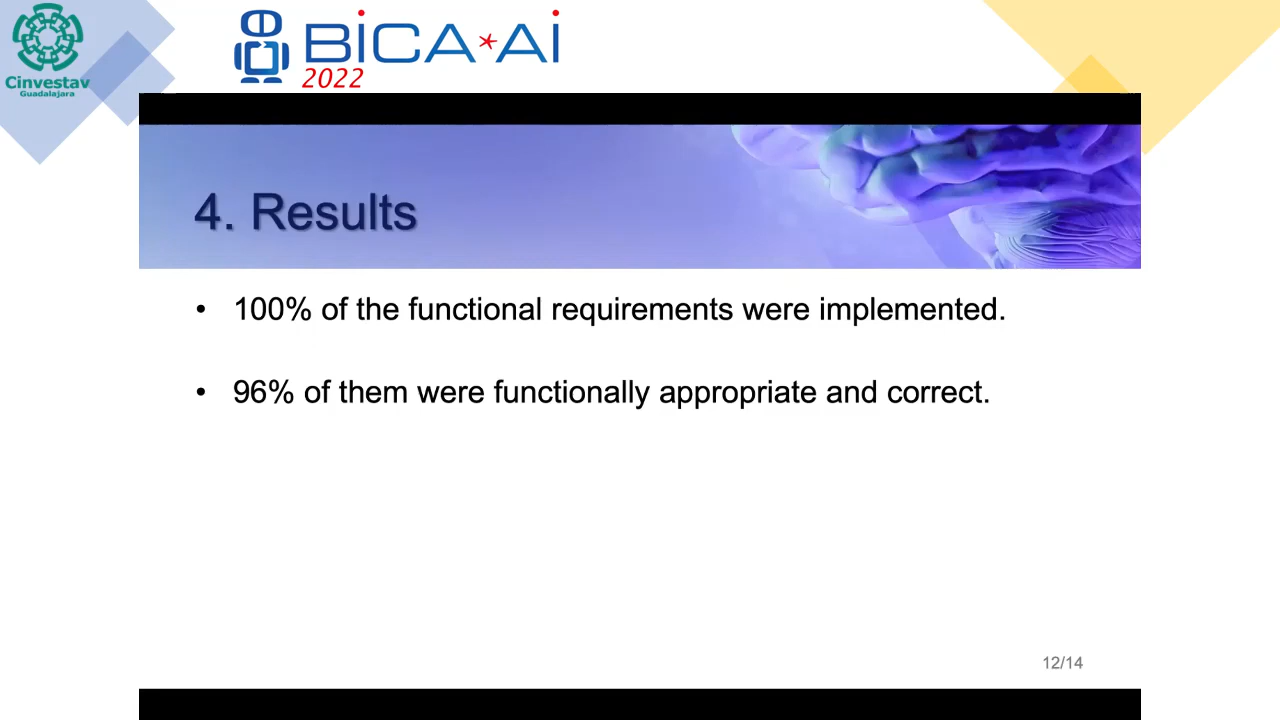 Cinvestav
Guadalajara
BiCA*Ai
2022
4. Results
• 100% of the functional requirements were implemented.
• 96% of them were functionally appropriate and correct.
12/14